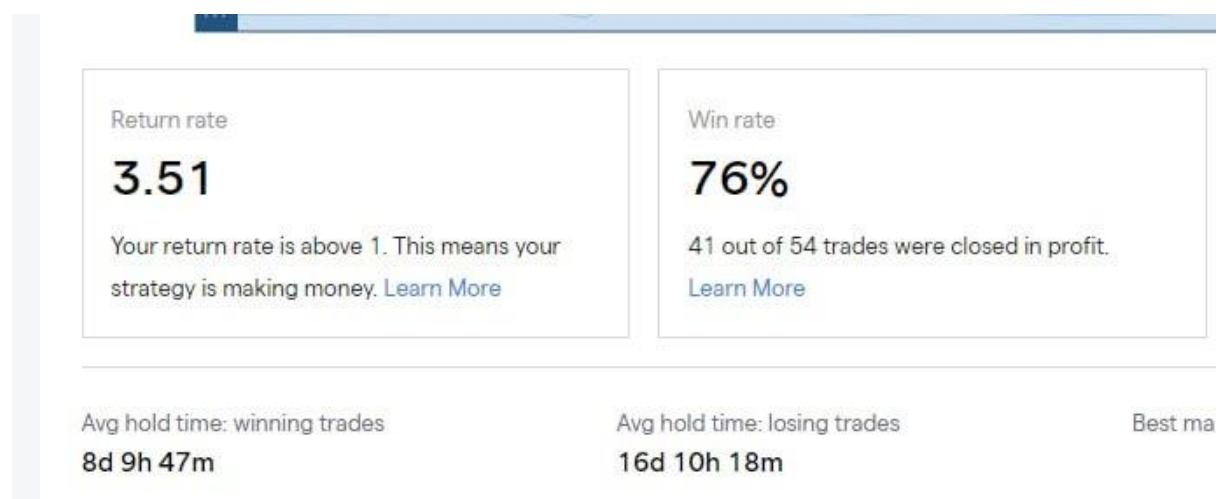 Return rate
3.51
Your return rate is above 1. This means your
strategy is making money. Learn More
Win rate
76%
41 out of 54 trades were closed in profit.
Learn More
Avg hold time: winning trades
8d 9h 47m
Avg hold time: losing trades
16d 10h 18m
Best ma